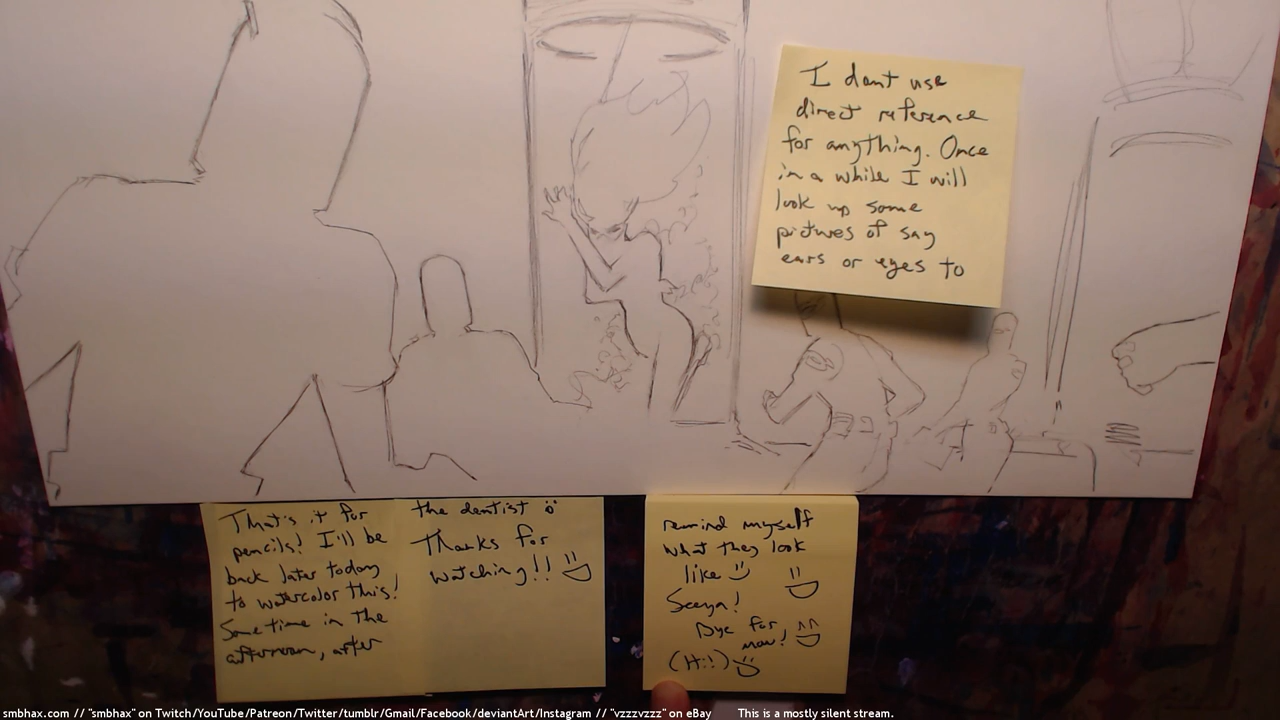 I dont use
direct reference
for anything. Once
in a while I will
look up some
pictures of say
ears or eyes to
That's it for
pencils! I'll be
back later today
to watercolor this!
Sometime in the
afternoon, after
the dentist
Thanks for
watching!!
remind myself
what they look
like
Seeya!
Bye for
now!
(Hi!)
smbhax.com // "smbhax" on Twitch/YouTube/Patreon/Twitter/tumblr/Gmail/Facebook/deviantArt/Instagram // "vzzzvzzz" on eBay
This is a mostly silent stream.